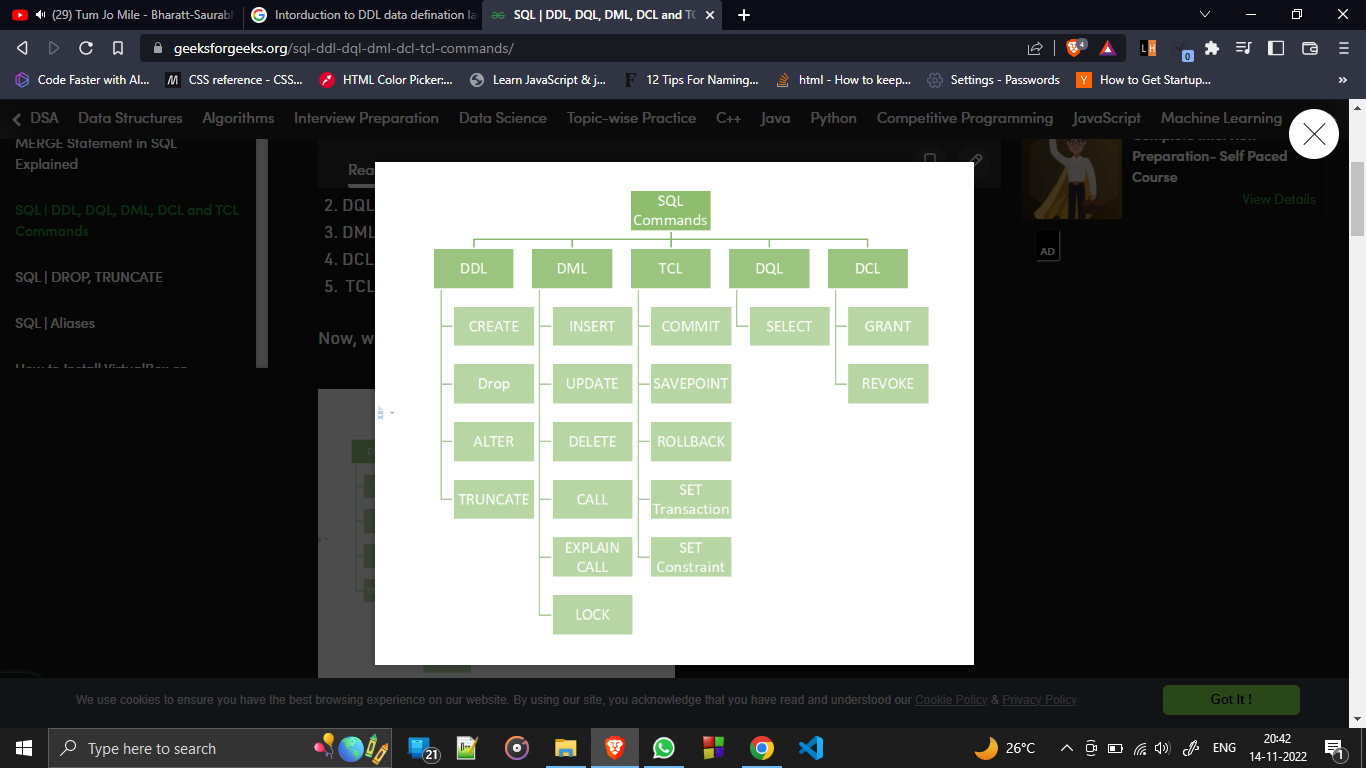 (29) Tum Jo Mile - Bharatt-Saurabh
Intorduction to DDL data defination la
SQL | DDL, DQL, DML, DCL and TC
geeksforgeeks.org/sql-ddl-dql-dml-dcl-tcl-commands/
4
LH
0
Code Faster with AI...
CSS reference - CSS...
HTML Color Picker:...
Learn JavaScript & j...
12 Tips For Naming...
html - How to keep...
Settings - Passwords
How to Get Startup...
DSA
Data Structures
Algorithms
Interview Preparation
Data Science
Topic-wise Practice
C++
Java
Python
Competitive Programming
JavaScript
Machine Learning
MERGE Statement in SQL
Explained
SQL | DDL, DQL, DML, DCL and TCL
Commands
SQL | DROP, TRUNCATE
SQL | Aliases
How to Install VirtualBox on
Rea
2. DQL
3. DML
4. DCL
5. TCL
Now, w
SQL
Commands
DDL
DML
TCL
DQL
DCL
CREATE
INSERT
COMMIT
SELECT
GRANT
Drop
UPDATE
SAVEPOINT
REVOKE
ALTER
DELETE
ROLLBACK
TRUNCATE
CALL
SET
Transaction
EXPLAIN
CALL
SET
Constraint
LOCK
Preparation- Self Paced
Course
View Details
AD
We use cookies to ensure you have the best browsing experience on our website. By using our site, you acknowledge that you have read and understood our Cookie Policy & Privacy Policy
Got It !
Type here to search
21
26°C
ENG
20:42
14-11-2022
1